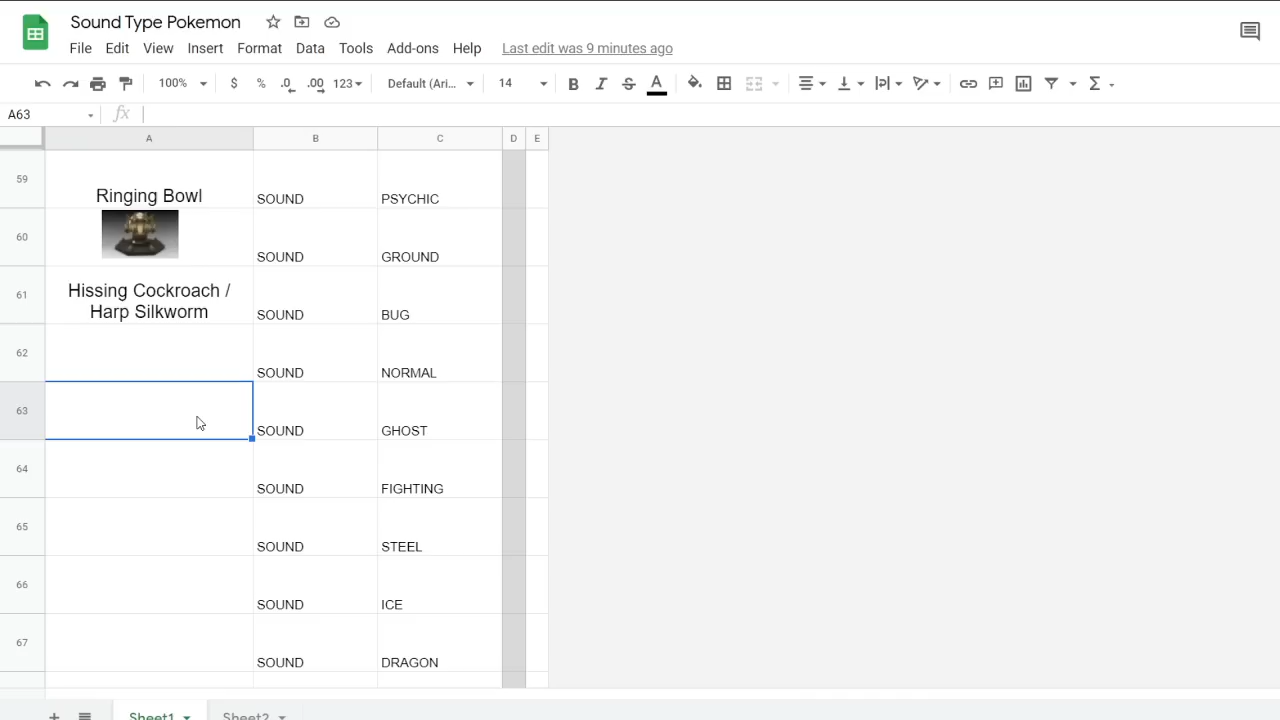 Sound Type Pokemon
File Edit View Insert Format Data Tools Add-ons Help Last edit was 9 minutes ago
100% $ % .0 .00 123 Default (Ari... 14 B I S A
A63 fx
A B C D E
59 Ringing Bowl SOUND PSYCHIC
60 SOUND GROUND
61 Hissing Cockroach /
Harp Silkworm SOUND BUG
62 SOUND NORMAL
63 SOUND GHOST
64 SOUND FIGHTING
65 SOUND STEEL
66 SOUND ICE
67 SOUND DRAGON
+ Sheet1 Sheet2